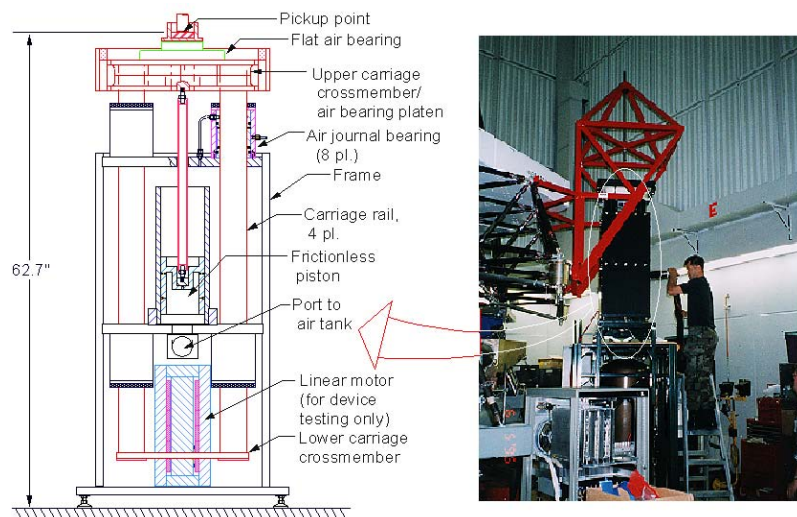 Pickup point
Flat air bearing
Upper carriage
crossmember/
air bearing platen
Air journal bearing
(8 pl.)
Frame
Carriage rail,
4 pl.
Frictionless
piston
62.7"
Port to
air tank
Linear motor
(for device
testing only)
Lower carriage
crossmember
E